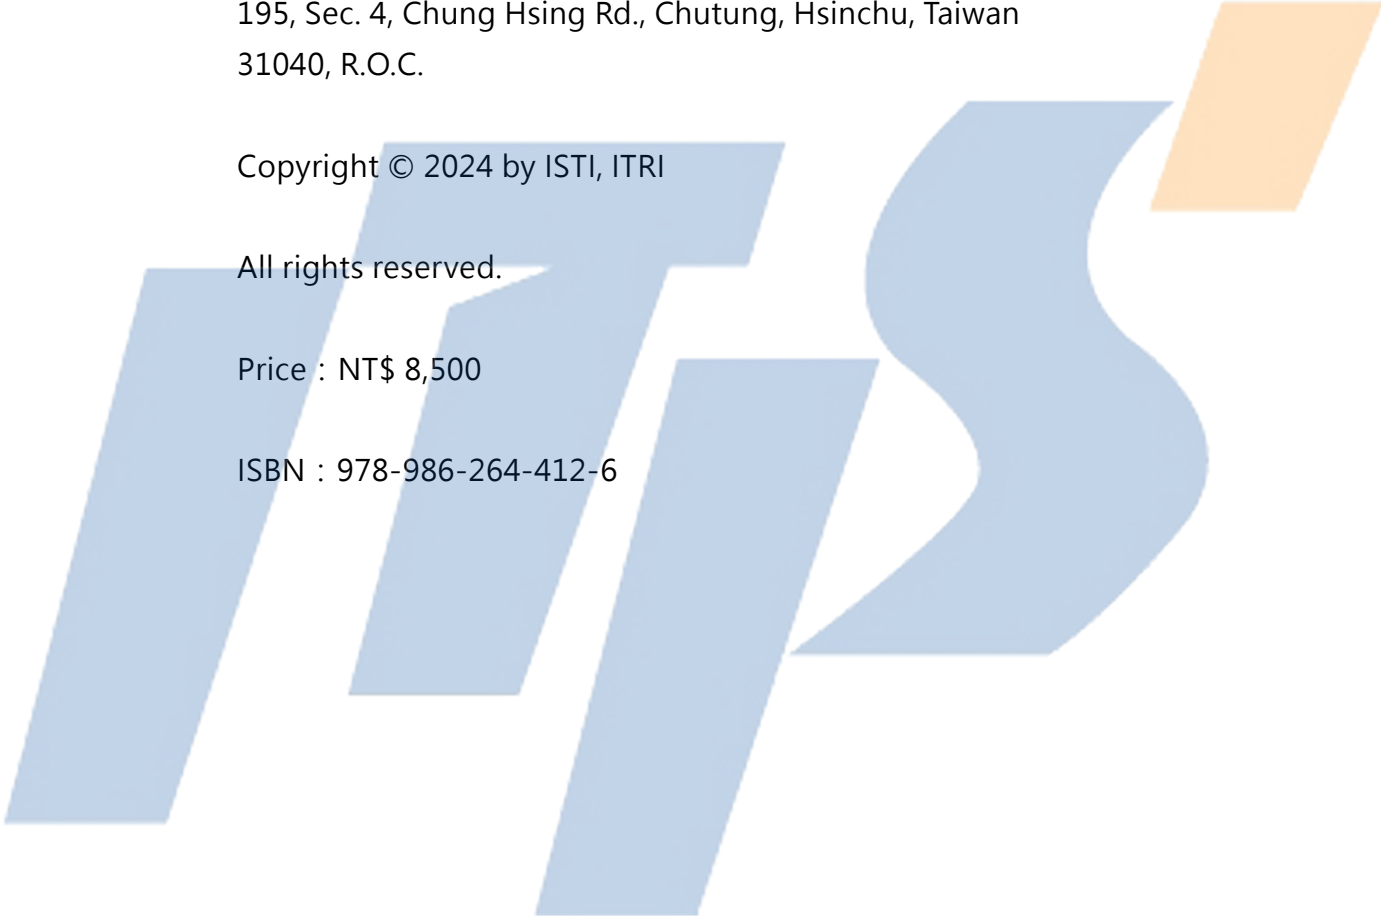 195, Sec. 4, Chung Hsing Rd., Chutung, Hsinchu, Taiwan
31040, R.O.C.
Copyright © 2024 by ISTI, ITRI
All rights reserved.
Price：NT$ 8,500
ISBN：978-986-264-412-6